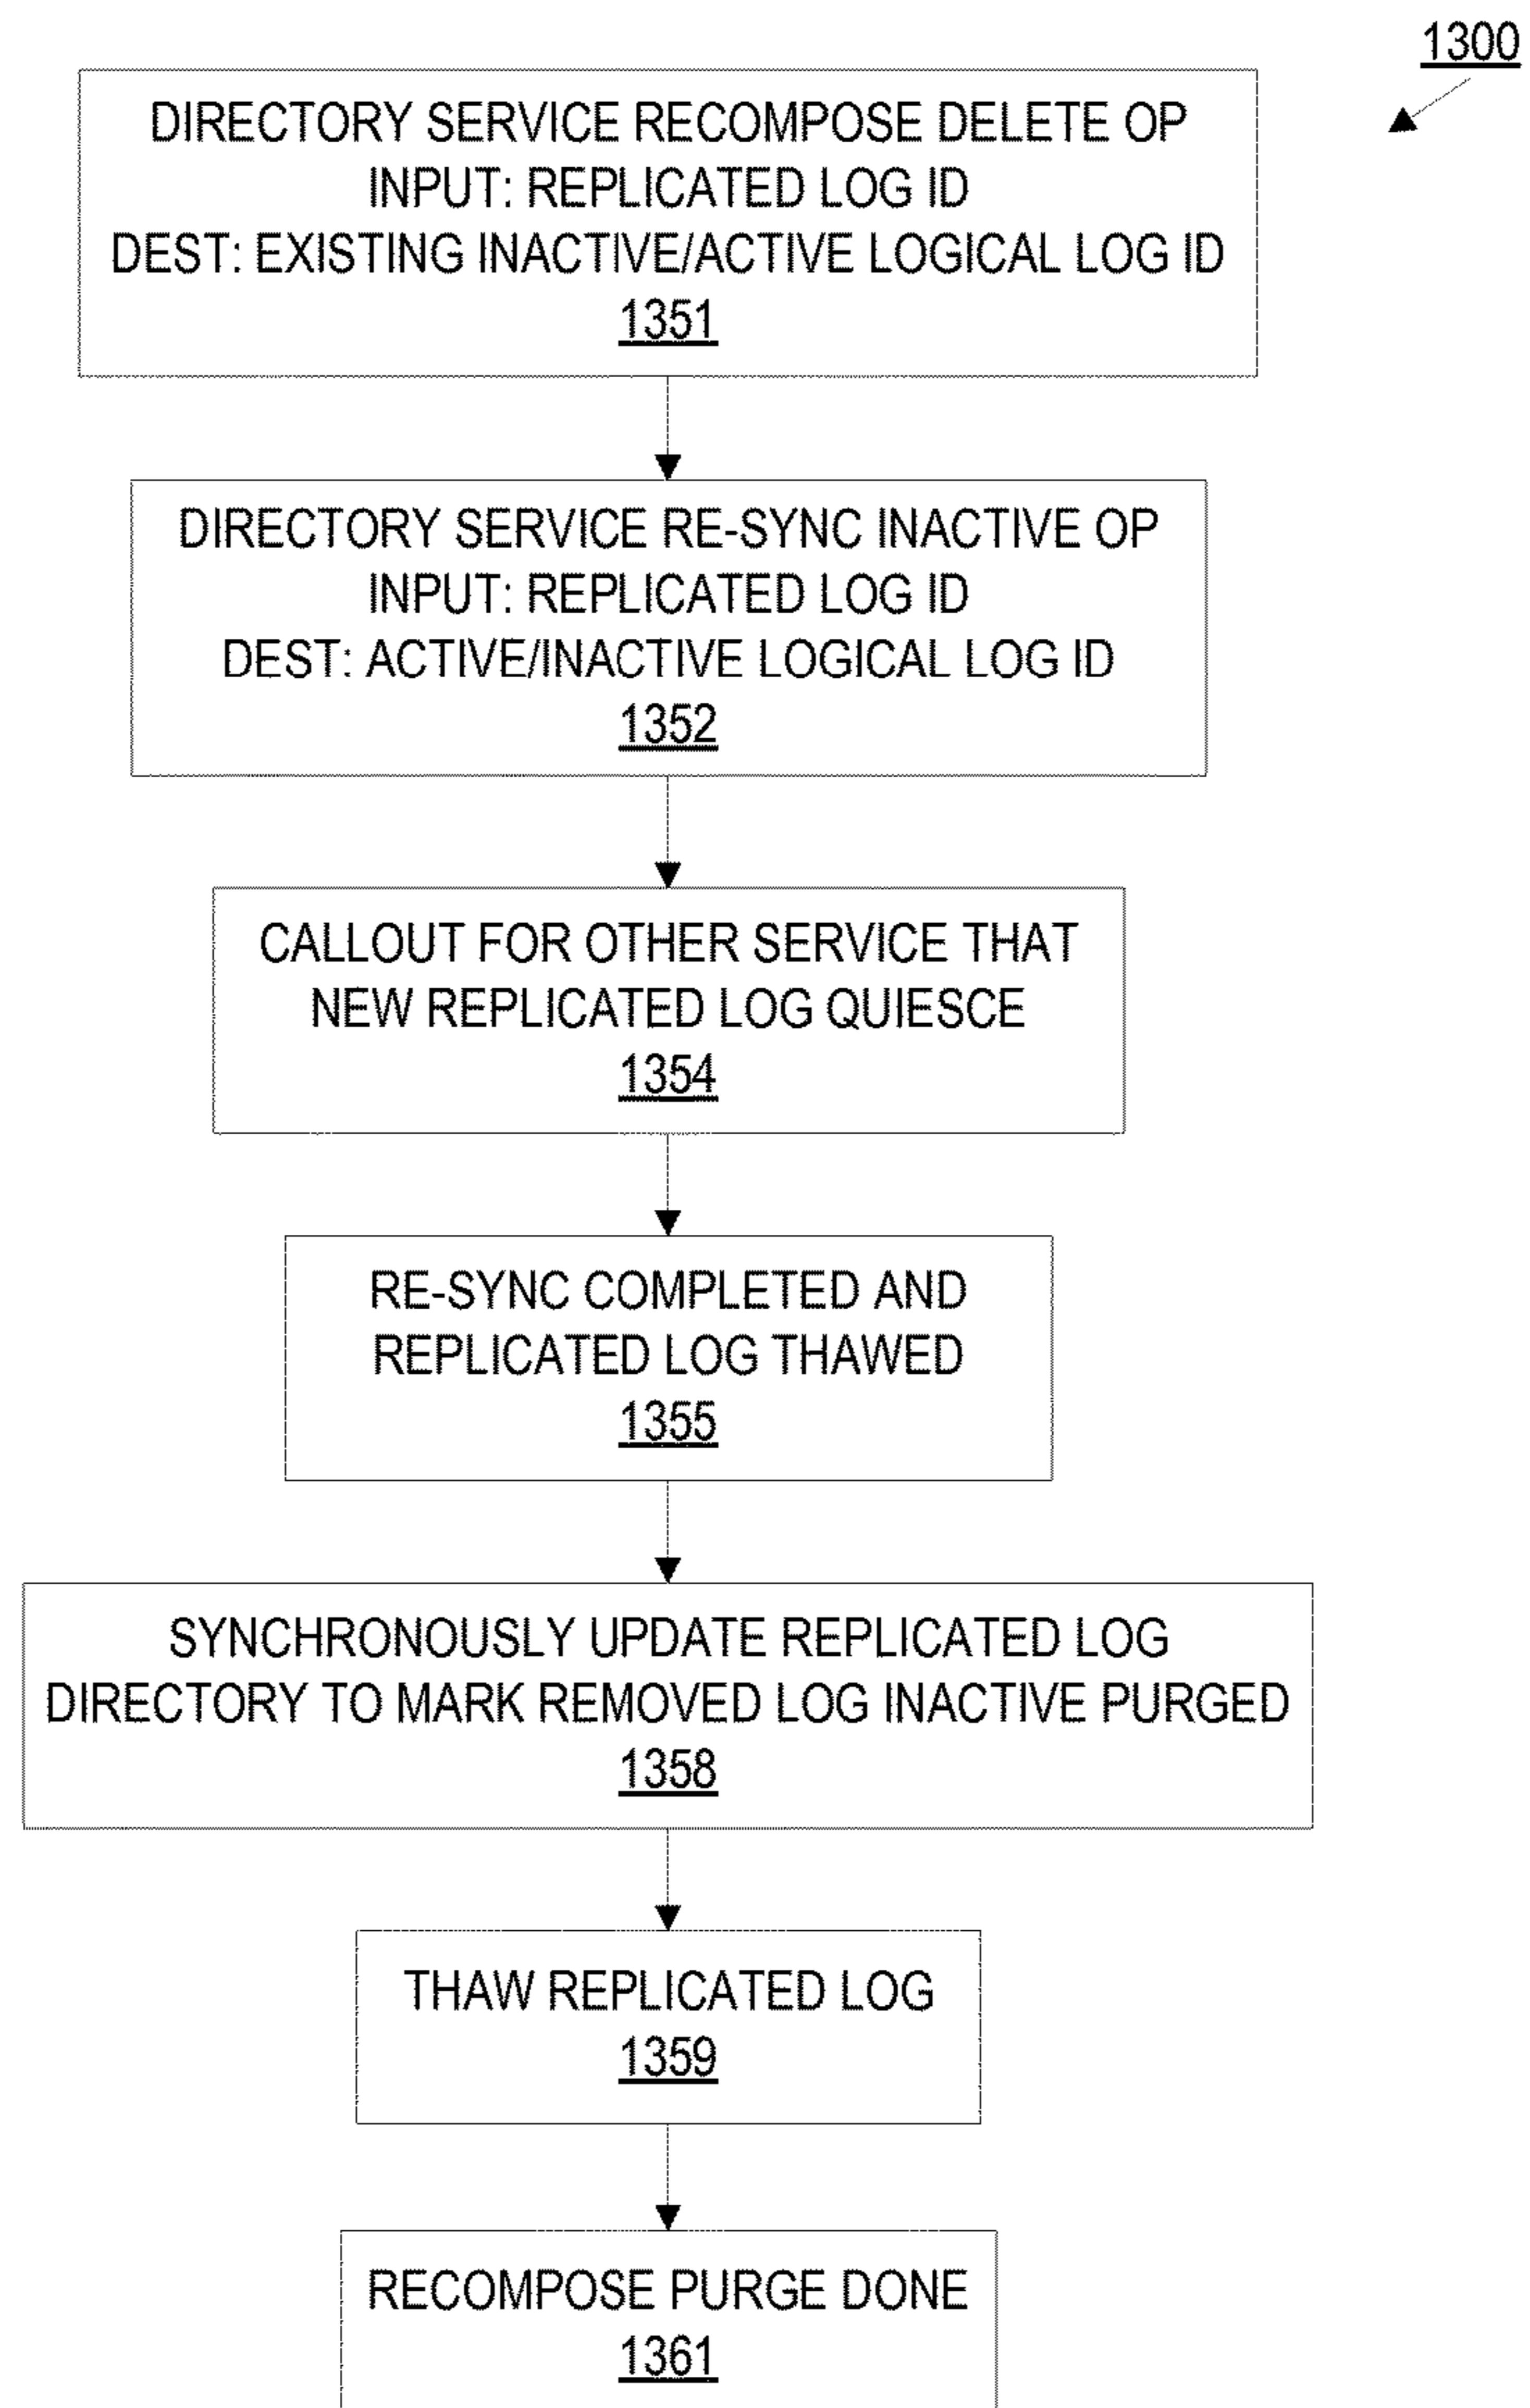 1300
DIRECTORY SERVICE RECOMPOSE DELETE OP
INPUT: REPLICATED LOG ID
DEST: EXISTING INACTIVE/ACTIVE LOGICAL LOG ID
1351
DIRECTORY SERVICE RE-SYNC INACTIVE OP
INPUT: REPLICATED LOG ID
DEST: ACTIVE/INACTIVE LOGICAL LOG ID
1352
CALLOUT FOR OTHER SERVICE THAT
NEW REPLICATED LOG QUIESCE
1354
RE-SYNC COMPLETED AND
REPLICATED LOG THAWED
1355
SYNCHRONOUSLY UPDATE REPLICATED LOG
DIRECTORY TO MARK REMOVED LOG INACTIVE PURGED
1358
THAW REPLICATED LOG
1359
RECOMPOSE PURGE DONE
1361